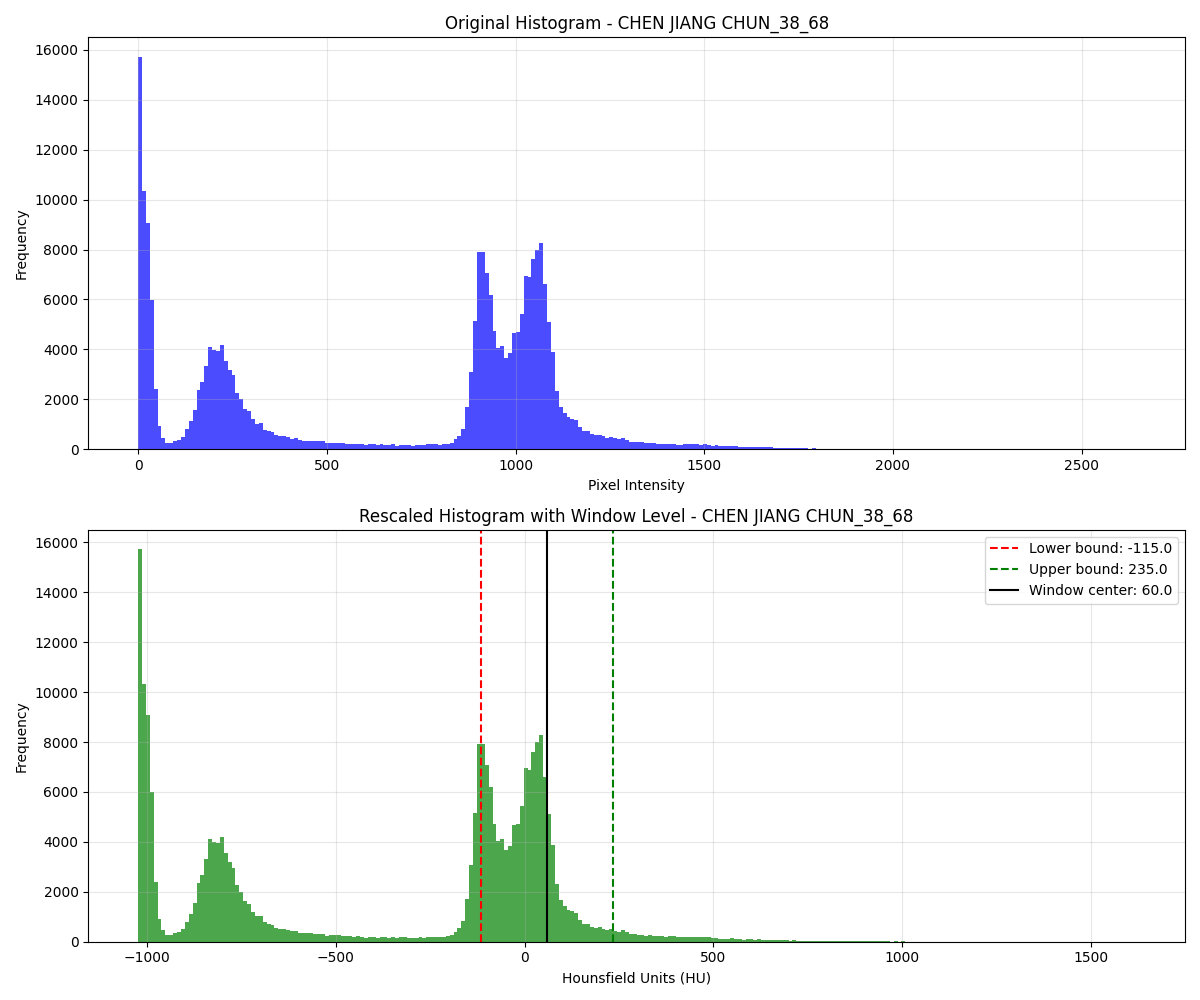 Original Histogram - CHEN JIANG CHUN_38_68
16000
14000
12000
10000
8000
6000
4000
2000
0
Frequency
0 500 1000 1500 2000 2500
Pixel Intensity
Rescaled Histogram with Window Level - CHEN JIANG CHUN_38_68
Lower bound: -115.0
Upper bound: 235.0
Window center: 60.0
16000
14000
12000
10000
8000
6000
4000
2000
0
Frequency
−1000 −500 0 500 1000 1500
Hounsfield Units (HU)